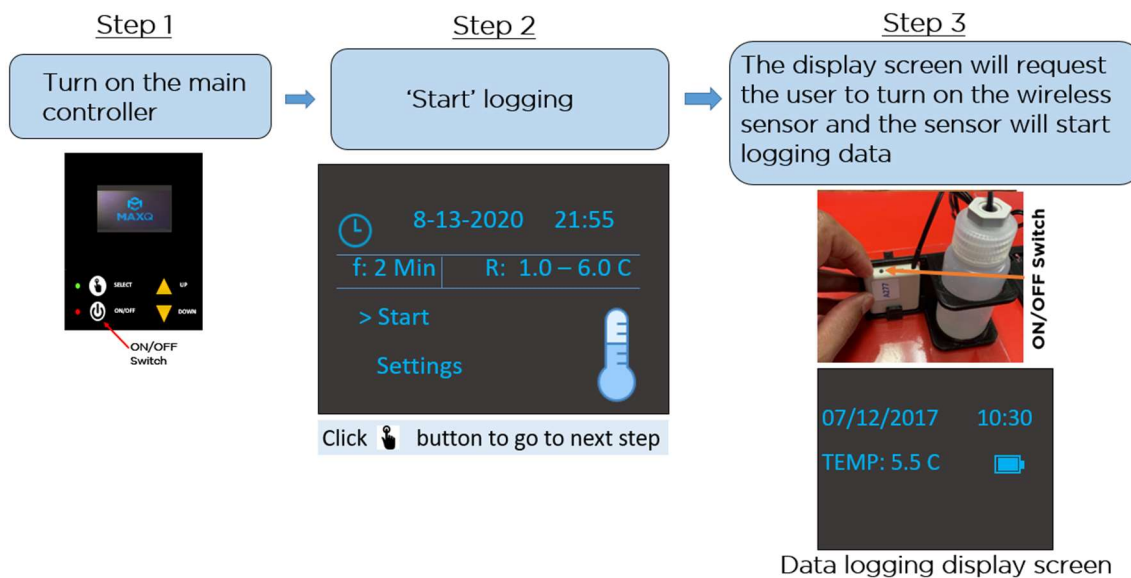 Step 1
Turn on the main
controller
MAXQ
SELECT
UP
ON/OFF
DOWN
ON/OFF
Switch
Step 2
'Start' logging
8-13-2020 21:55
f: 2 Min R: 1.0 – 6.0 C
> Start
Settings
Click button to go to next step
Step 3
The display screen will request
the user to turn on the wireless
sensor and the sensor will start
logging data
A277
ON/OFF Switch
07/12/2017 10:30
TEMP: 5.5 C
Data logging display screen